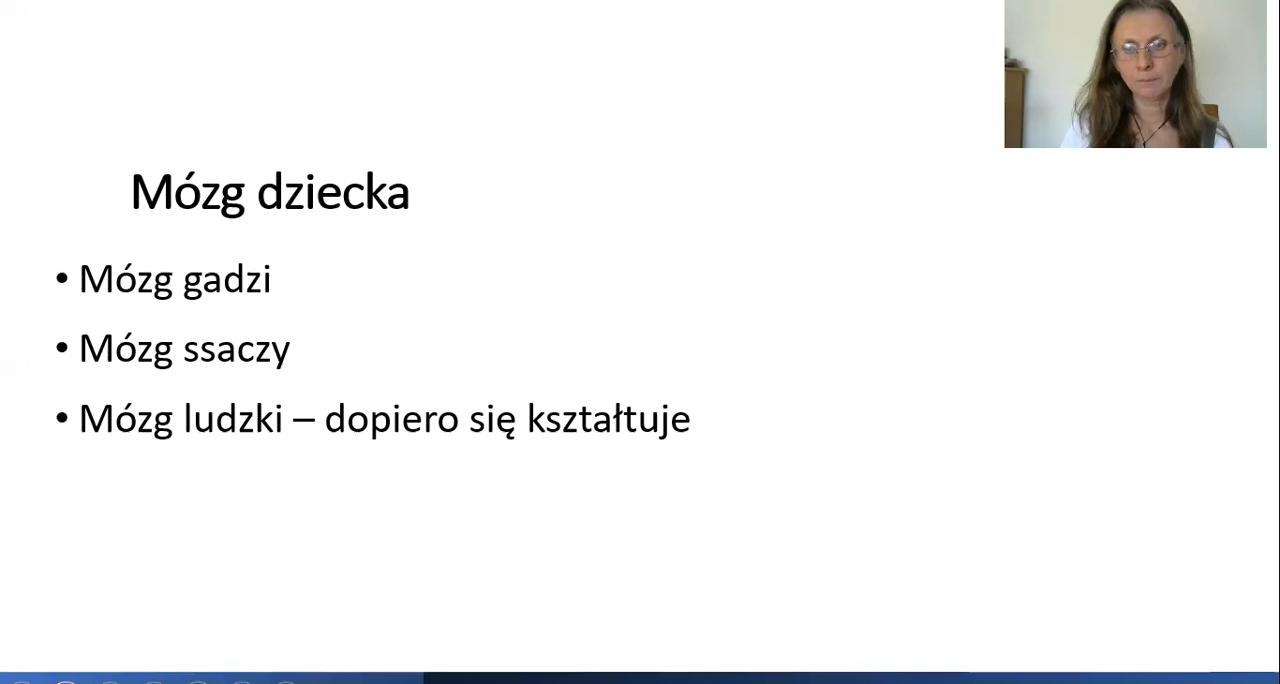 Mózg dziecka
• Mózg gadzi
• Mózg ssaczy
• Mózg ludzki – dopiero się kształtuje